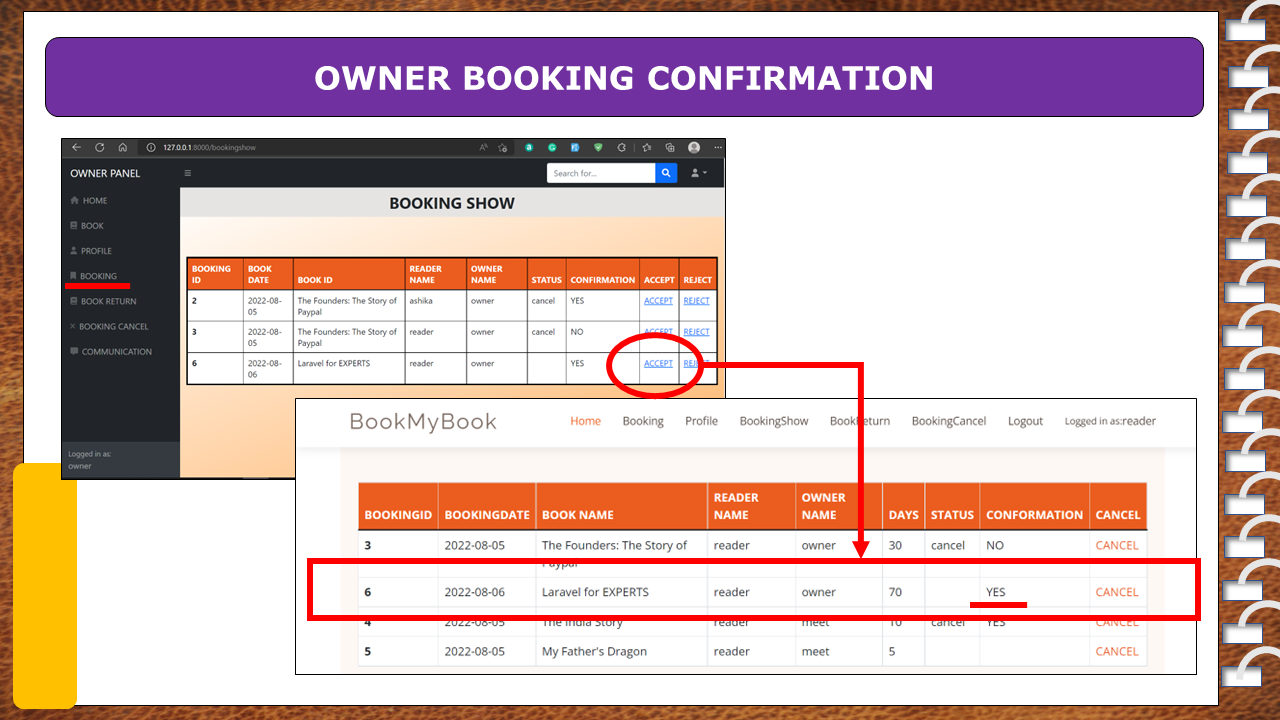 OWNER BOOKING CONFIRMATION
127.0.0.1:8000/bookingshow
OWNER PANEL
Search for...
HOME
BOOK
PROFILE
BOOKING
BOOK RETURN
BOOKING CANCEL
COMMUNICATION
Logged in as:
owner
BOOKING SHOW
BOOKING ID BOOK DATE BOOK ID READER NAME OWNER NAME STATUS CONFIRMATION ACCEPT REJECT
2 2022-08-05 The Founders: The Story of Paypal ashika owner cancel YES ACCEPT REJECT
3 2022-08-05 The Founders: The Story of Paypal reader owner cancel NO ACCEPT REJECT
6 2022-08-06 Laravel for EXPERTS reader owner YES ACCEPT REJECT
BookMyBook Home Booking Profile BookingShow BookReturn BookingCancel Logout Logged in as:reader
BOOKINGID BOOKINGDATE BOOK NAME READER NAME OWNER NAME DAYS STATUS CONFORMATION CANCEL
3 2022-08-05 The Founders: The Story of Paypal reader owner 30 cancel NO CANCEL
6 2022-08-06 Laravel for EXPERTS reader owner 70 YES CANCEL
4 2022-08-05 The India Story reader meet 10 cancel YES CANCEL
5 2022-08-05 My Father's Dragon reader meet 5 CANCEL